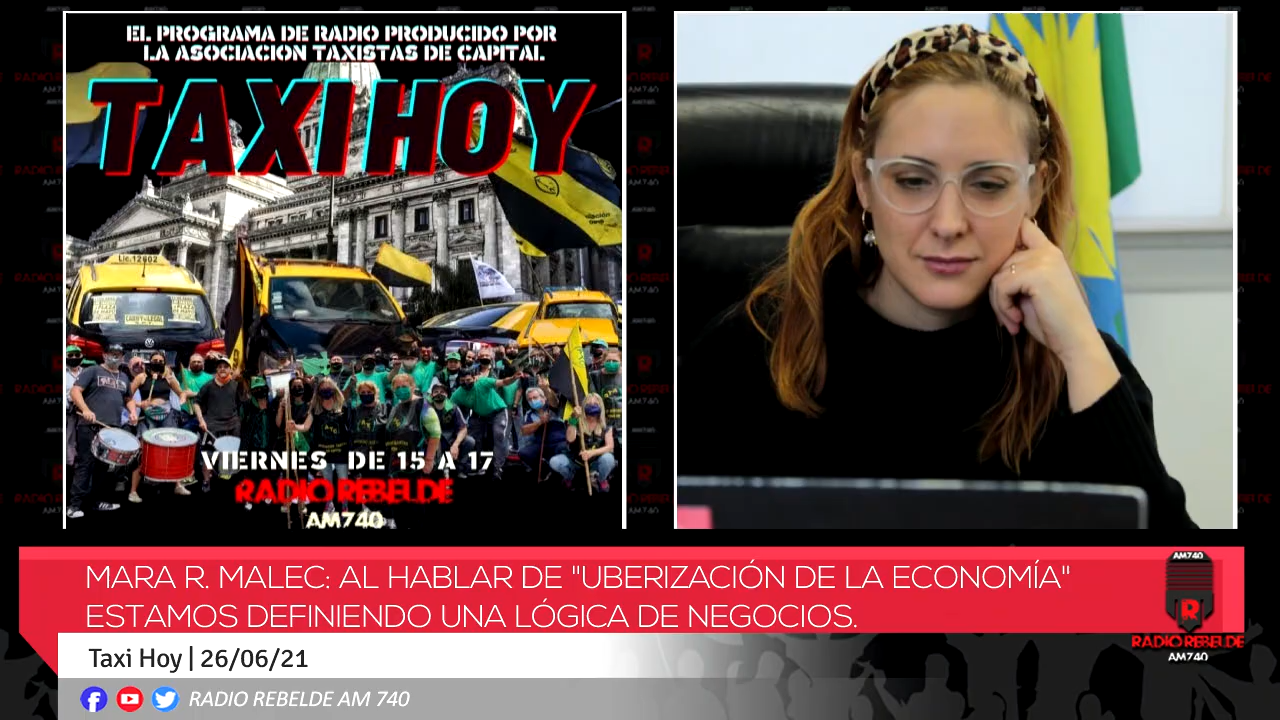 EL PROGRAMA DE RADIO PRODUCIDO POR
LA ASOCIACION TAXISTAS DE CAPITAL
TAXI HOY
Lic.12602
VIERNES DE 15 A 17
RADIO REBELDE
AM740
MARA R. MALEC: AL HABLAR DE "UBERIZACIÓN DE LA ECONOMÍA"
ESTAMOS DEFINIENDO UNA LÓGICA DE NEGOCIOS.
AM740
R
RADIO REBELDE
AM740
Taxi Hoy | 26/06/21
RADIO REBELDE AM 740